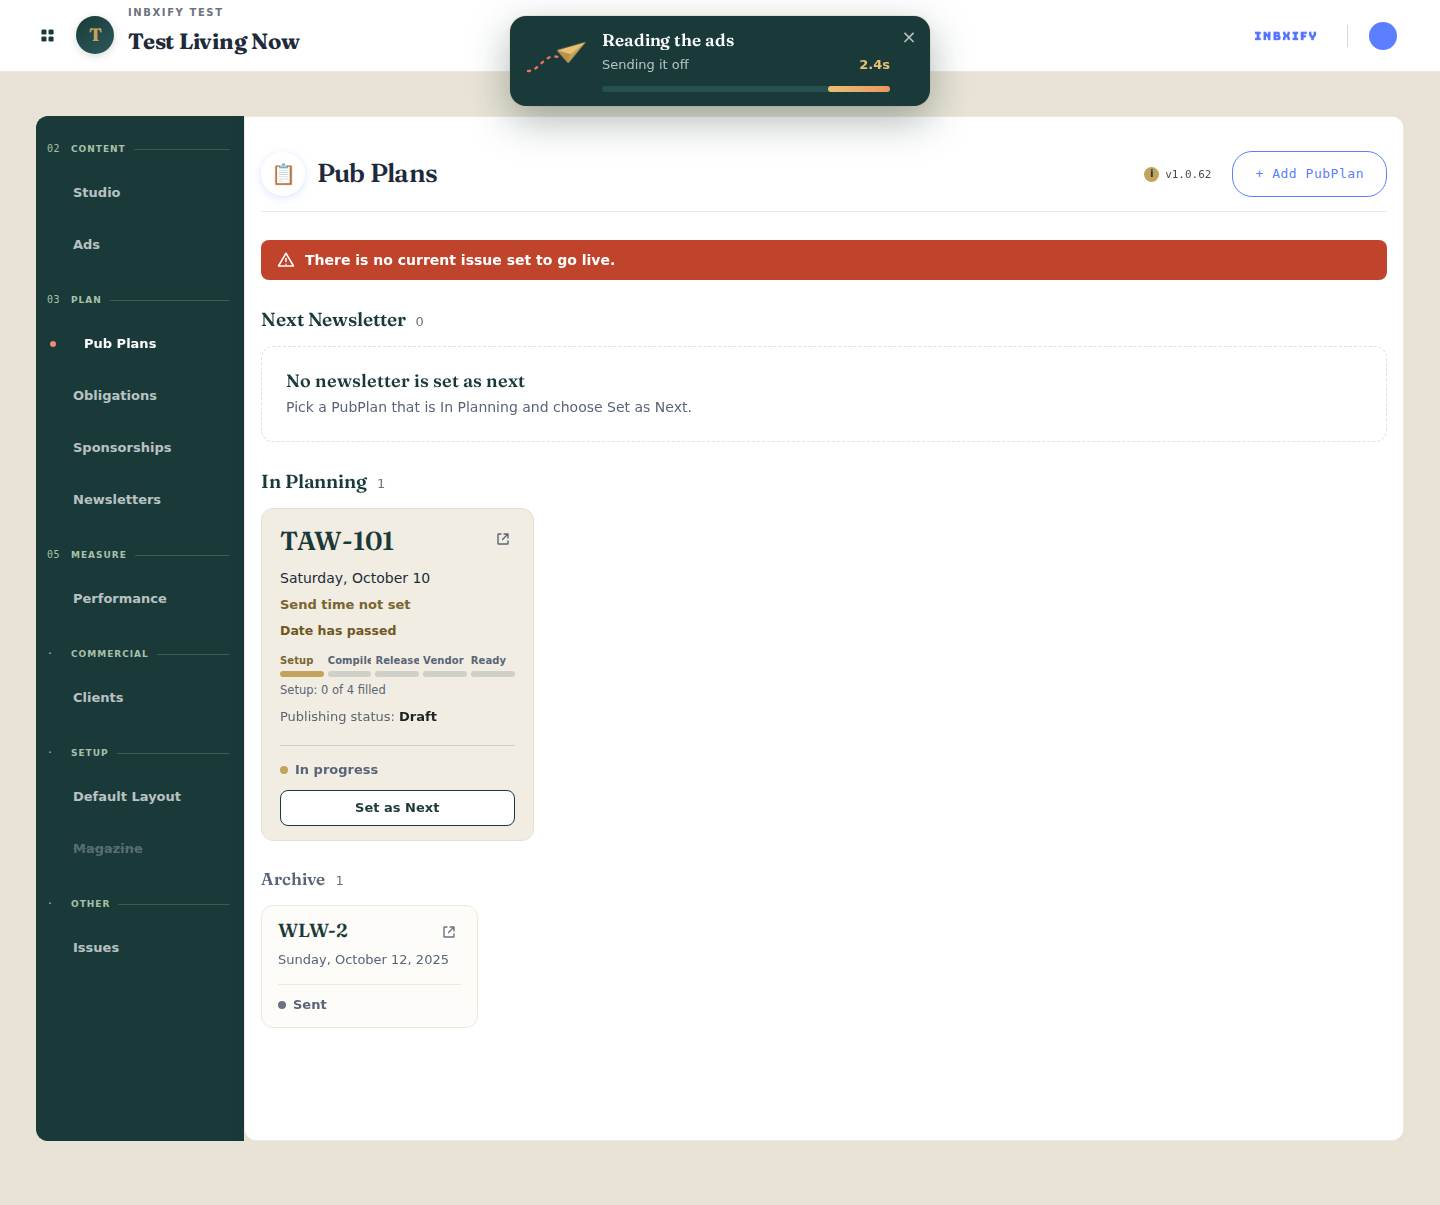 INBXIFY TEST
T
Test Living Now
Reading the ads
Sending it off
2.4s
INBXIFY
02 CONTENT
Studio
Ads
03 PLAN
Pub Plans
Obligations
Sponsorships
Newsletters
05 MEASURE
Performance
· COMMERCIAL
Clients
· SETUP
Default Layout
Magazine
· OTHER
Issues
Pub Plans
i v1.0.62
+ Add PubPlan
There is no current issue set to go live.
Next Newsletter 0
No newsletter is set as next
Pick a PubPlan that is In Planning and choose Set as Next.
In Planning 1
TAW-101
Saturday, October 10
Send time not set
Date has passed
Setup Compile Release Vendor Ready
Setup: 0 of 4 filled
Publishing status: Draft
In progress
Set as Next
Archive 1
WLW-2
Sunday, October 12, 2025
Sent